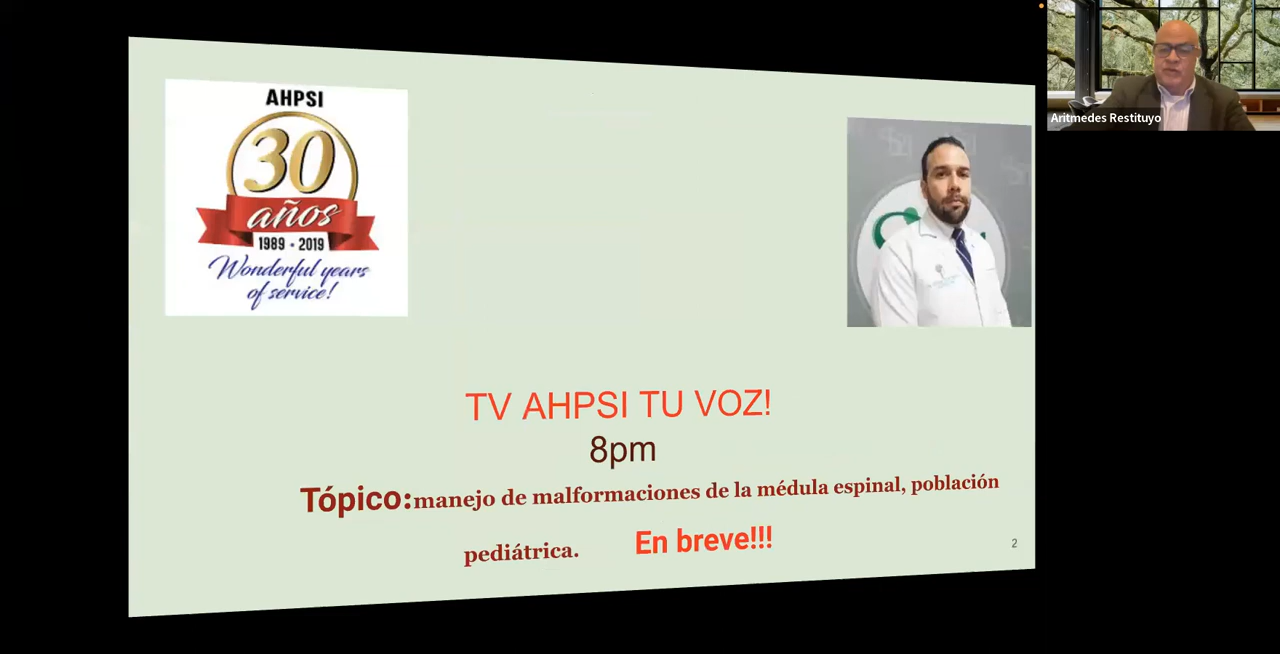 AHPSI
30
años
1989 - 2019
Wonderful years
of service!
Aritmedes Restituyo
TV AHPSI TU VOZ!
8pm
Tópico:manejo de malformaciones de la médula espinal, población
pediátrica. En breve!!!
2